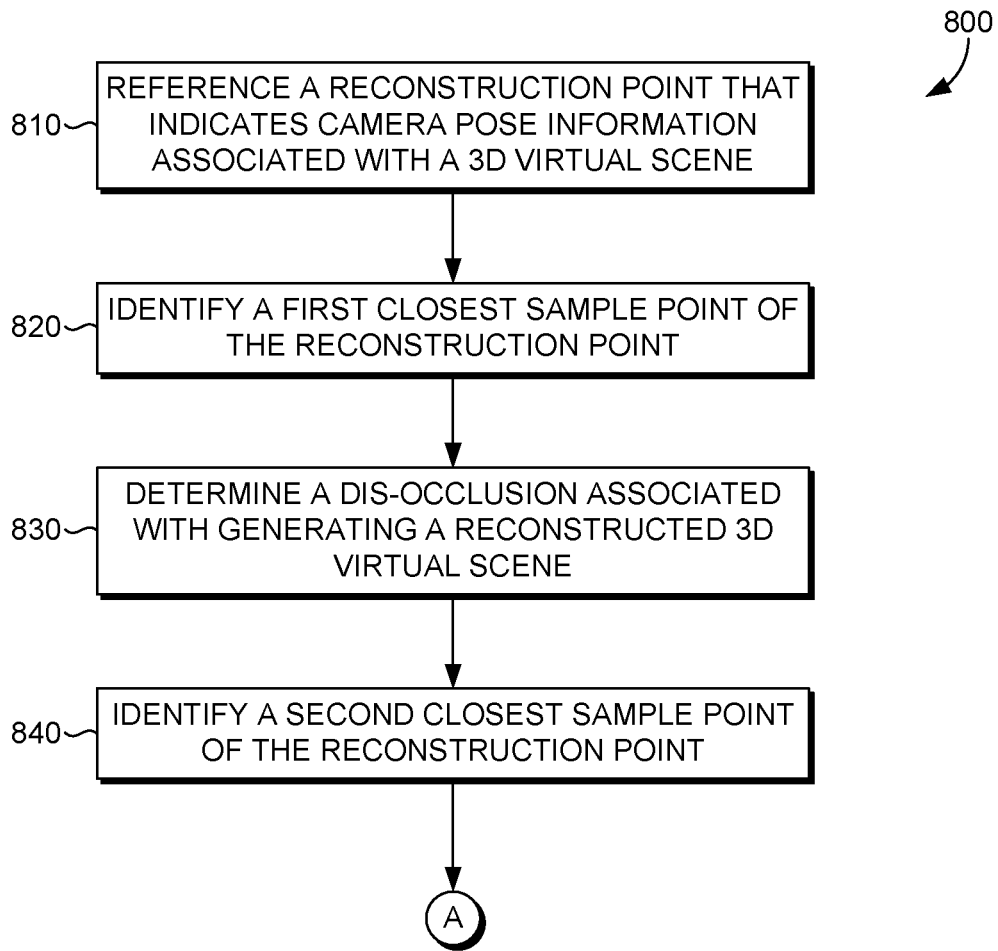 800
810
REFERENCE A RECONSTRUCTION POINT THAT
INDICATES CAMERA POSE INFORMATION
ASSOCIATED WITH A 3D VIRTUAL SCENE
820
IDENTIFY A FIRST CLOSEST SAMPLE POINT OF
THE RECONSTRUCTION POINT
830
DETERMINE A DIS-OCCLUSION ASSOCIATED
WITH GENERATING A RECONSTRUCTED 3D
VIRTUAL SCENE
840
IDENTIFY A SECOND CLOSEST SAMPLE POINT
OF THE RECONSTRUCTION POINT
A